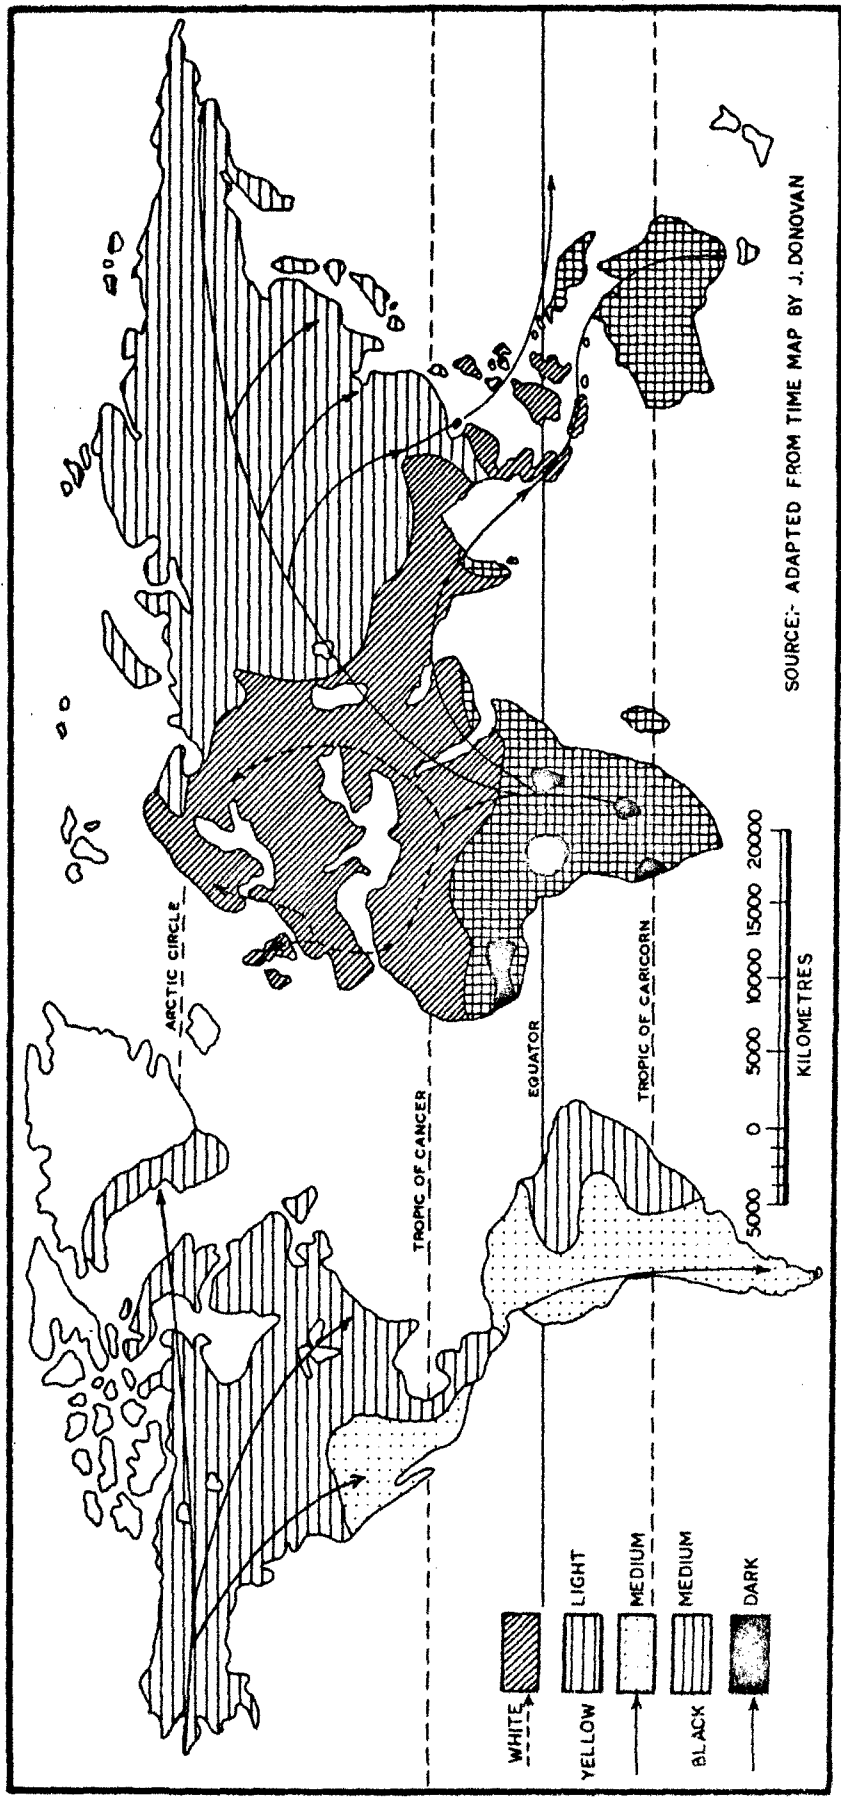 ARCTIC CIRCLE
TROPIC OF CANCER
EQUATOR
TROPIC OF CARICORN
WHITE
YELLOW LIGHT
MEDIUM
BLACK MEDIUM
DARK
5000 0 5000 10000 15000 20000
KILOMETRES
SOURCE:- ADAPTED FROM TIME MAP BY J. DONOVAN